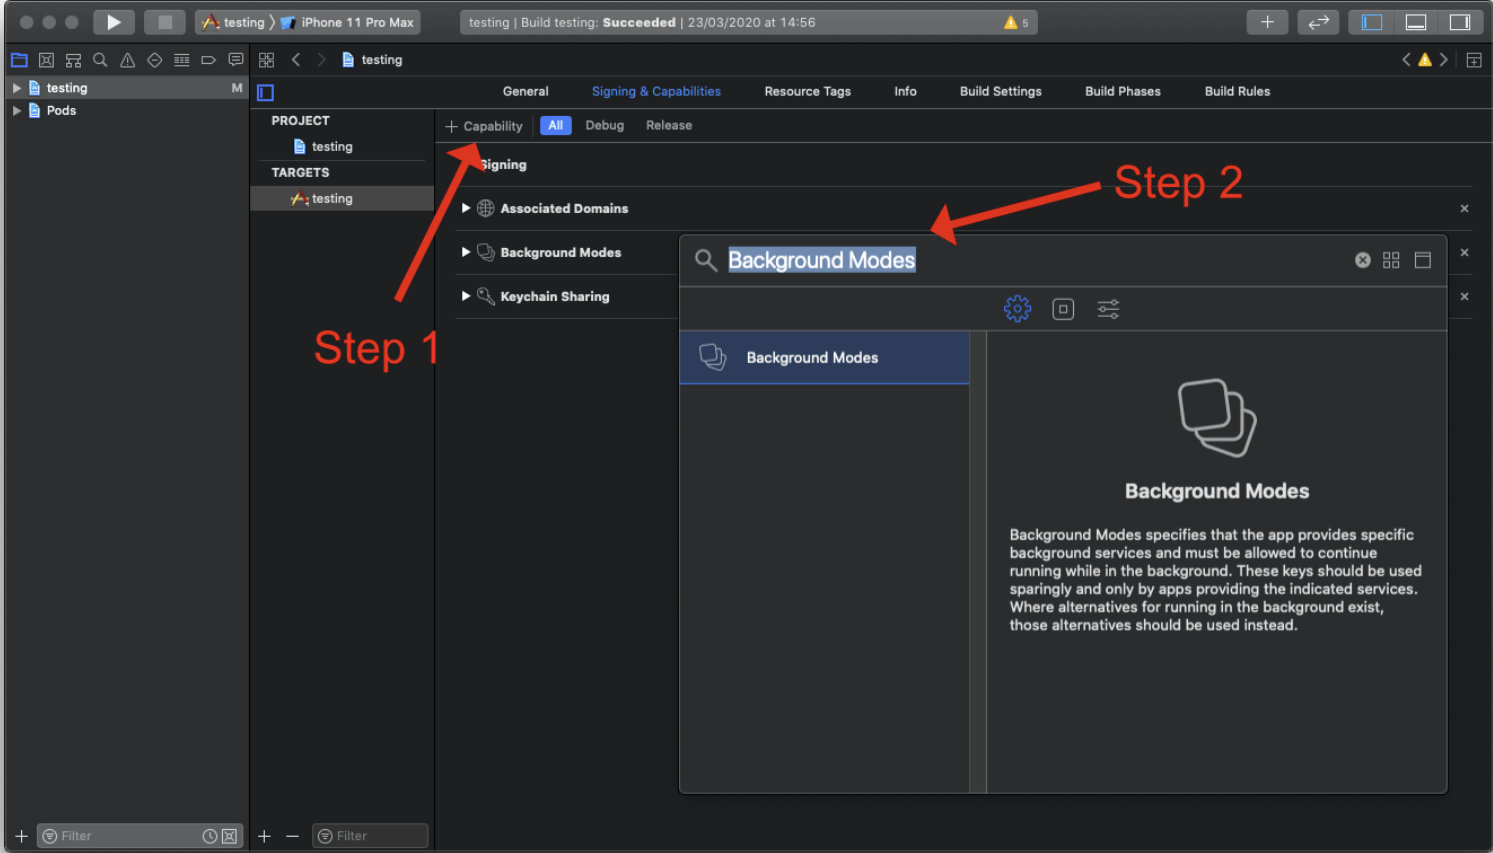 testing 〉 iPhone 11 Pro Max
testing | Build testing: Succeeded | 23/03/2020 at 14:56
5
testing
testing M
Pods
General Signing & Capabilities Resource Tags Info Build Settings Build Phases Build Rules
PROJECT
testing
TARGETS
testing
+ Capability All Debug Release
Signing
Associated Domains
Background Modes
Keychain Sharing
Step 1
Step 2
Background Modes
Background Modes
Background Modes
Background Modes specifies that the app provides specific
background services and must be allowed to continue
running while in the background. These keys should be used
sparingly and only by apps providing the indicated services.
Where alternatives for running in the background exist,
those alternatives should be used instead.
Filter
Filter